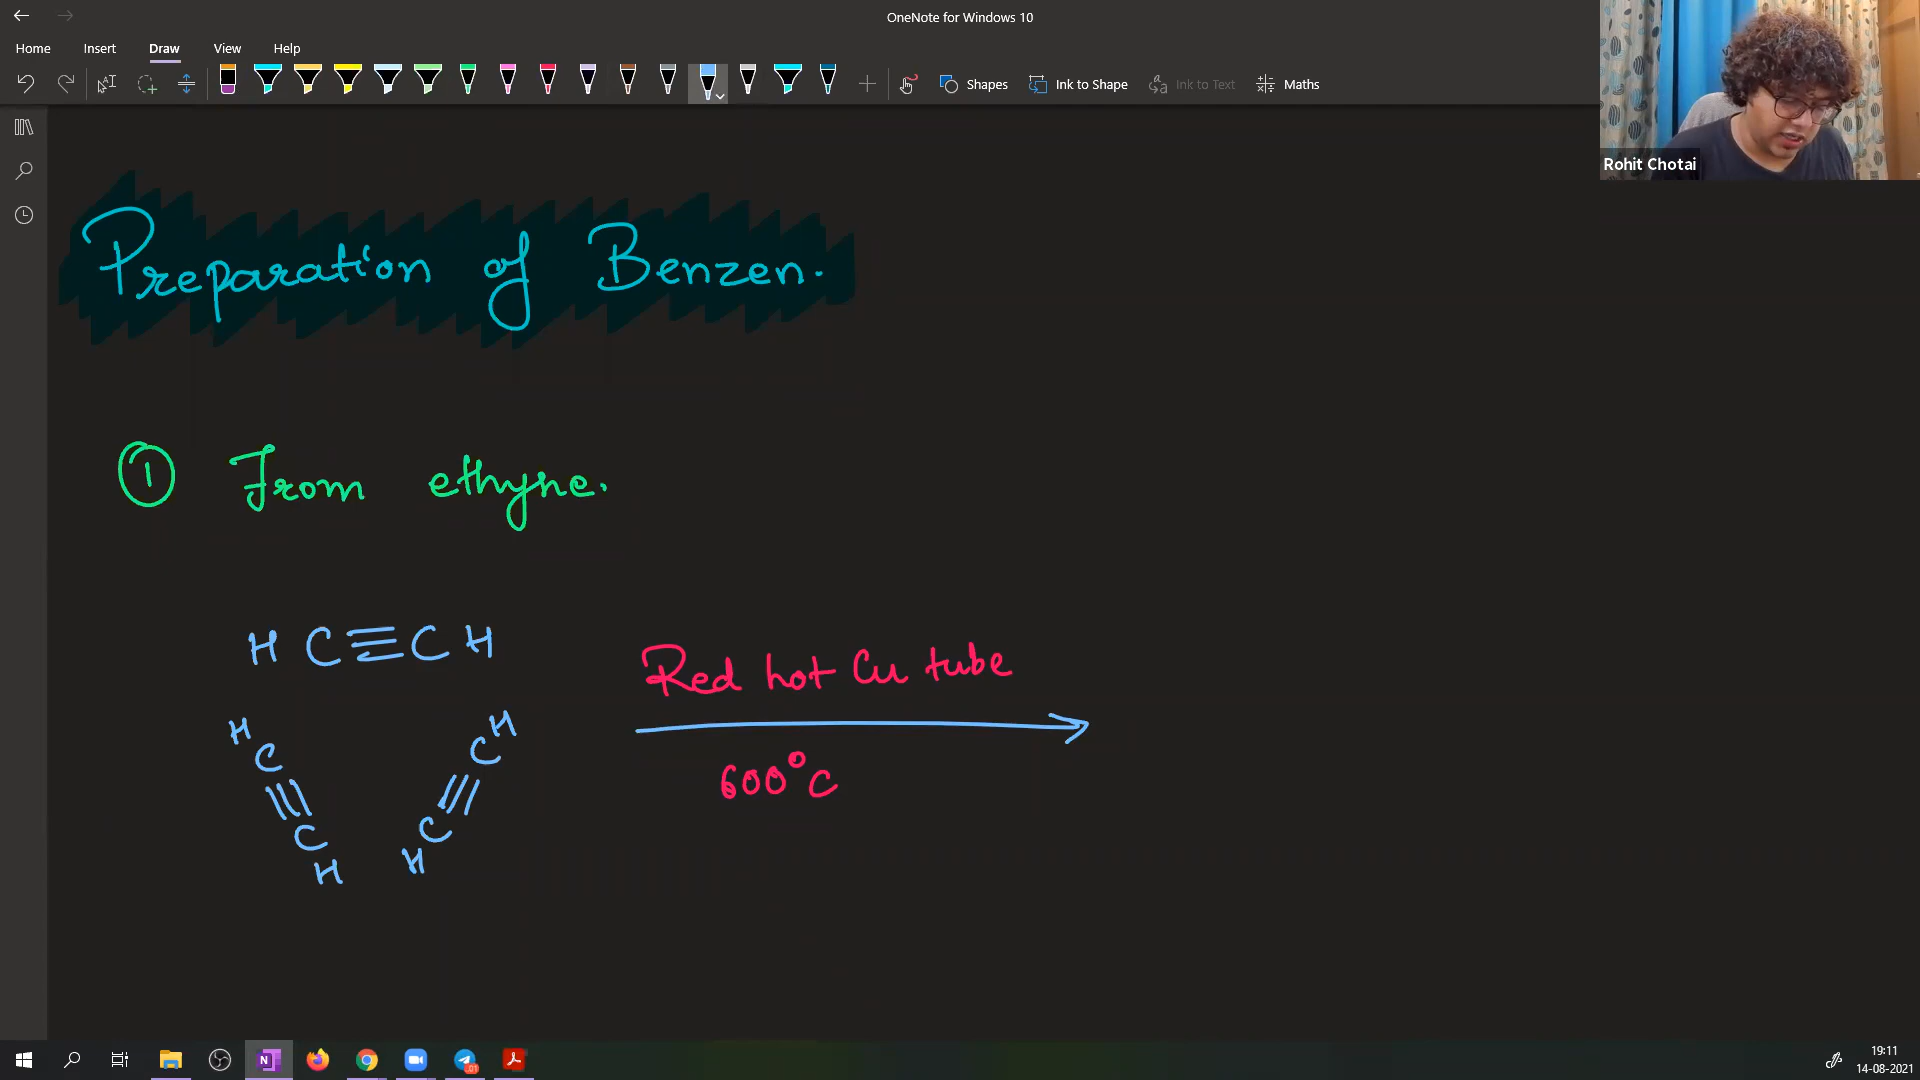 OneNote for Windows 10
Home Insert Draw View Help
Shapes Ink to Shape Ink to Text Maths
Rohit Chotai
Preparation of Benzen.
① From ethyne.
H C≡C H
Red hot Cu tube
600°C
H C≡C H
H C≡C H
19:11
14-08-2021